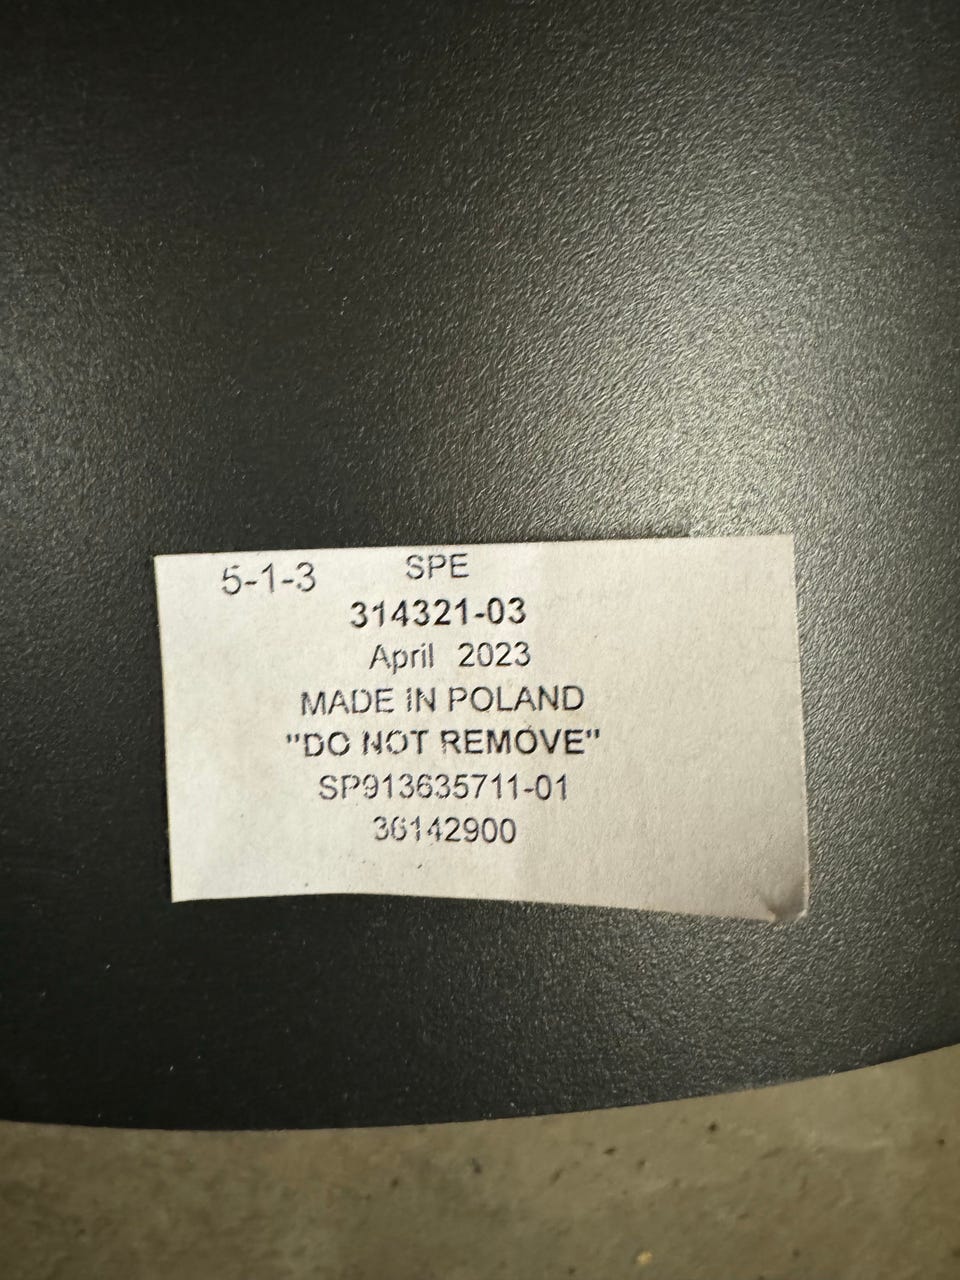 5-1-3 SPE
314321-03
April 2023
MADE IN POLAND
"DO NOT REMOVE"
SP913635711-01
36142900